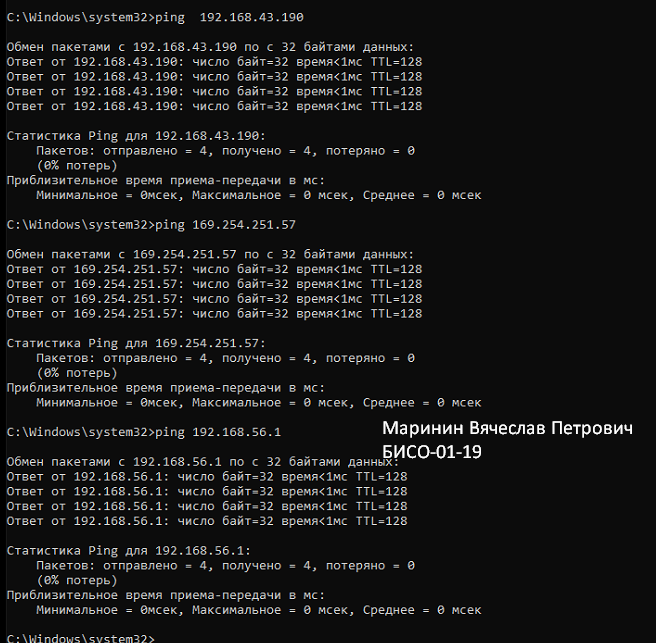 C:\Windows\system32>ping  192.168.43.190
Обмен пакетами с 192.168.43.190 по с 32 байтами данных:
Ответ от 192.168.43.190: число байт=32 время<1мс TTL=128
Ответ от 192.168.43.190: число байт=32 время<1мс TTL=128
Ответ от 192.168.43.190: число байт=32 время<1мс TTL=128
Ответ от 192.168.43.190: число байт=32 время<1мс TTL=128
Статистика Ping для 192.168.43.190:
Пакетов: отправлено = 4, получено = 4, потеряно = 0
(0% потерь)
Приблизительное время приема-передачи в мс:
Минимальное = 0мсек, Максимальное = 0 мсек, Среднее = 0 мсек
C:\Windows\system32>ping 169.254.251.57
Обмен пакетами с 169.254.251.57 по с 32 байтами данных:
Ответ от 169.254.251.57: число байт=32 время<1мс TTL=128
Ответ от 169.254.251.57: число байт=32 время<1мс TTL=128
Ответ от 169.254.251.57: число байт=32 время<1мс TTL=128
Ответ от 169.254.251.57: число байт=32 время<1мс TTL=128
Статистика Ping для 169.254.251.57:
Пакетов: отправлено = 4, получено = 4, потеряно = 0
(0% потерь)
Приблизительное время приема-передачи в мс:
Минимальное = 0мсек, Максимальное = 0 мсек, Среднее = 0 мсек
C:\Windows\system32>ping 192.168.56.1
Маринин Вячеслав Петрович
БИСО-01-19
Обмен пакетами с 192.168.56.1 по с 32 байтами данных:
Ответ от 192.168.56.1: число байт=32 время<1мс TTL=128
Ответ от 192.168.56.1: число байт=32 время<1мс TTL=128
Ответ от 192.168.56.1: число байт=32 время<1мс TTL=128
Ответ от 192.168.56.1: число байт=32 время<1мс TTL=128
Статистика Ping для 192.168.56.1:
Пакетов: отправлено = 4, получено = 4, потеряно = 0
(0% потерь)
Приблизительное время приема-передачи в мс:
Минимальное = 0мсек, Максимальное = 0 мсек, Среднее = 0 мсек
C:\Windows\system32>